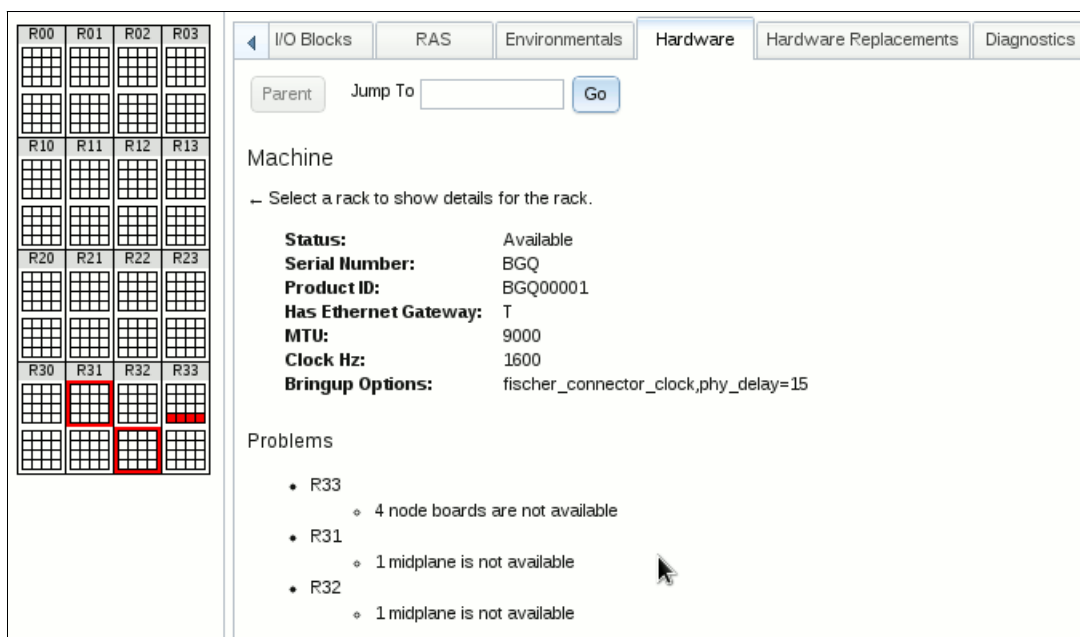 R00 R01 R02 R03
R10 R11 R12 R13
R20 R21 R22 R23
R30 R31 R32 R33
I/O Blocks RAS Environmentals Hardware Hardware Replacements Diagnostics
Parent Jump To Go
Machine
← Select a rack to show details for the rack.
Status: Available
Serial Number: BGQ
Product ID: BGQ00001
Has Ethernet Gateway: T
MTU: 9000
Clock Hz: 1600
Bringup Options: fischer_connector_clock,phy_delay=15
Problems
• R33
◦ 4 node boards are not available
• R31
◦ 1 midplane is not available
• R32
◦ 1 midplane is not available